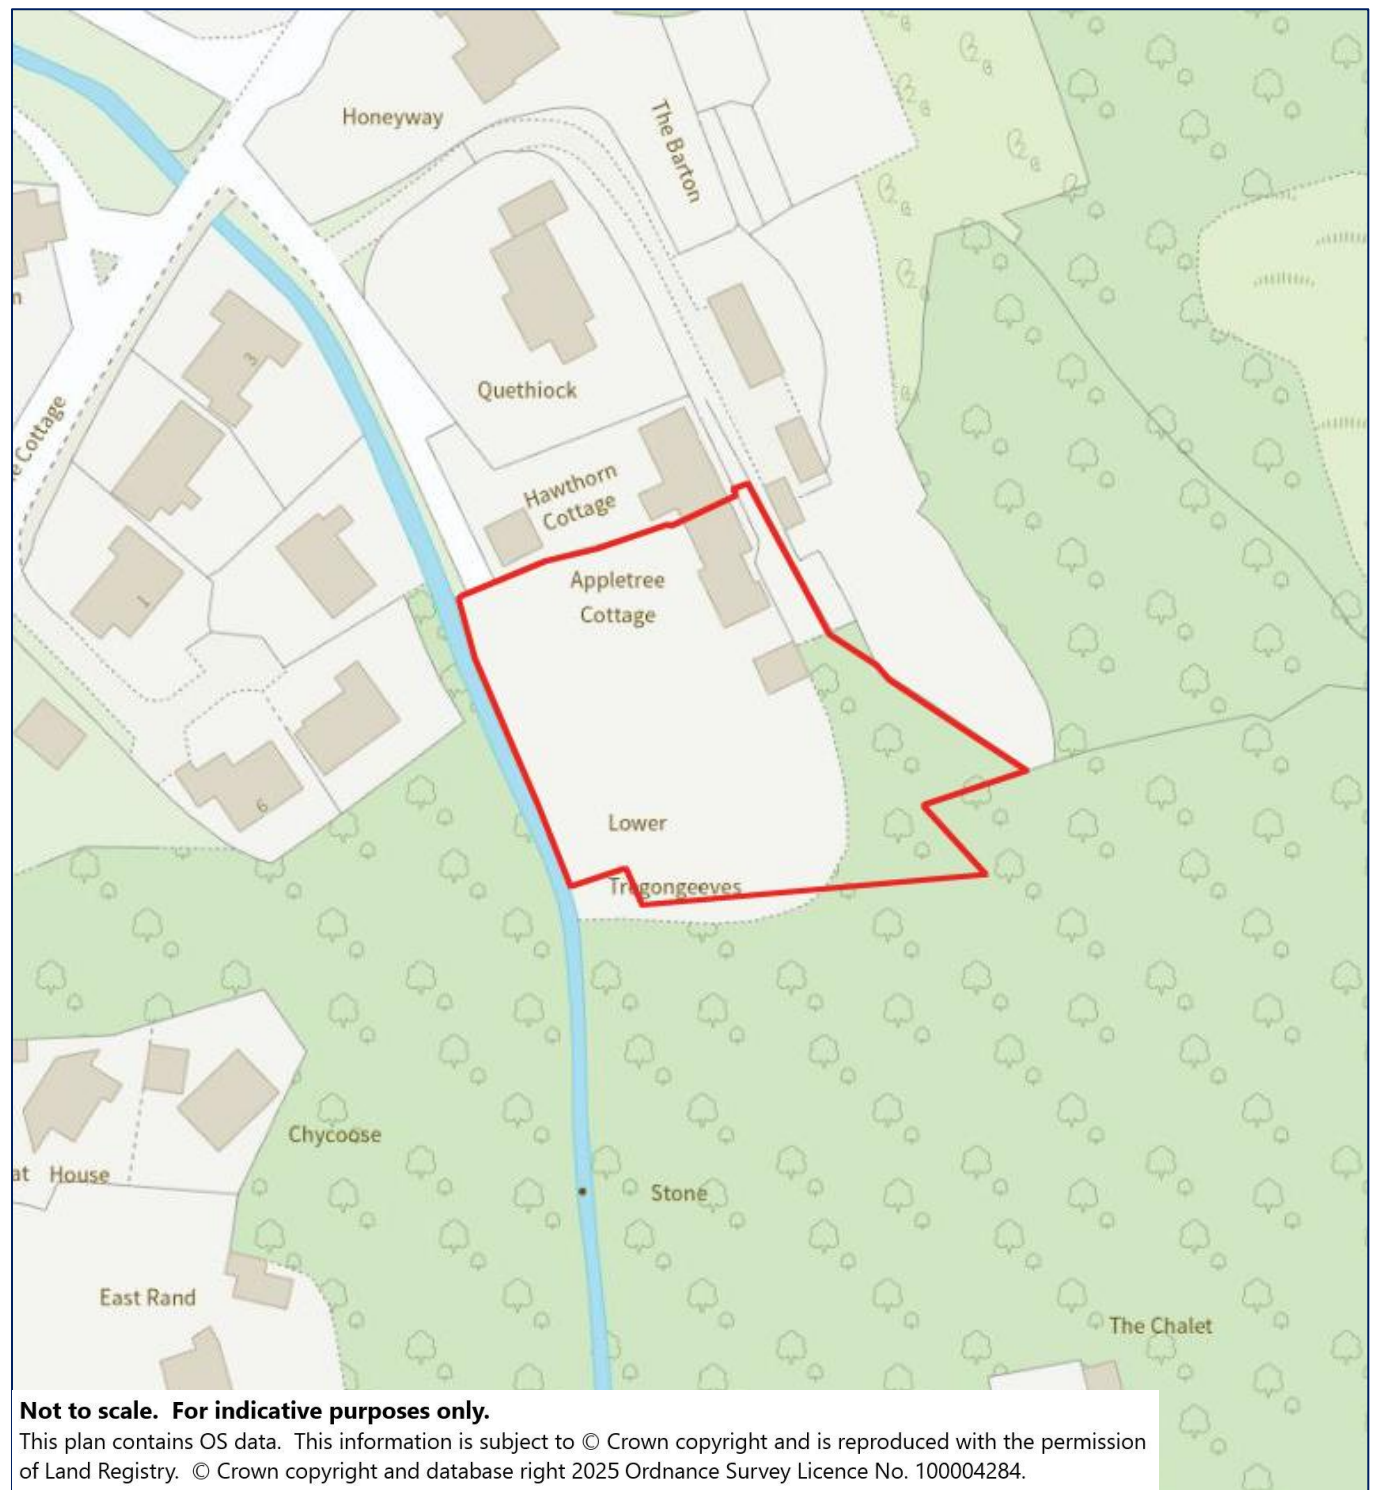 Honeyway
The Barton
3
Quethiock
Cottage
Hawthorn
Cottage
Appletree
Cottage
1
6
Lower
Tregongeeves
Chycoose
House
Stone
East Rand
The Chalet
Not to scale. For indicative purposes only.
This plan contains OS data. This information is subject to © Crown copyright and is reproduced with the permission
of Land Registry. © Crown copyright and database right 2025 Ordnance Survey Licence No. 100004284.